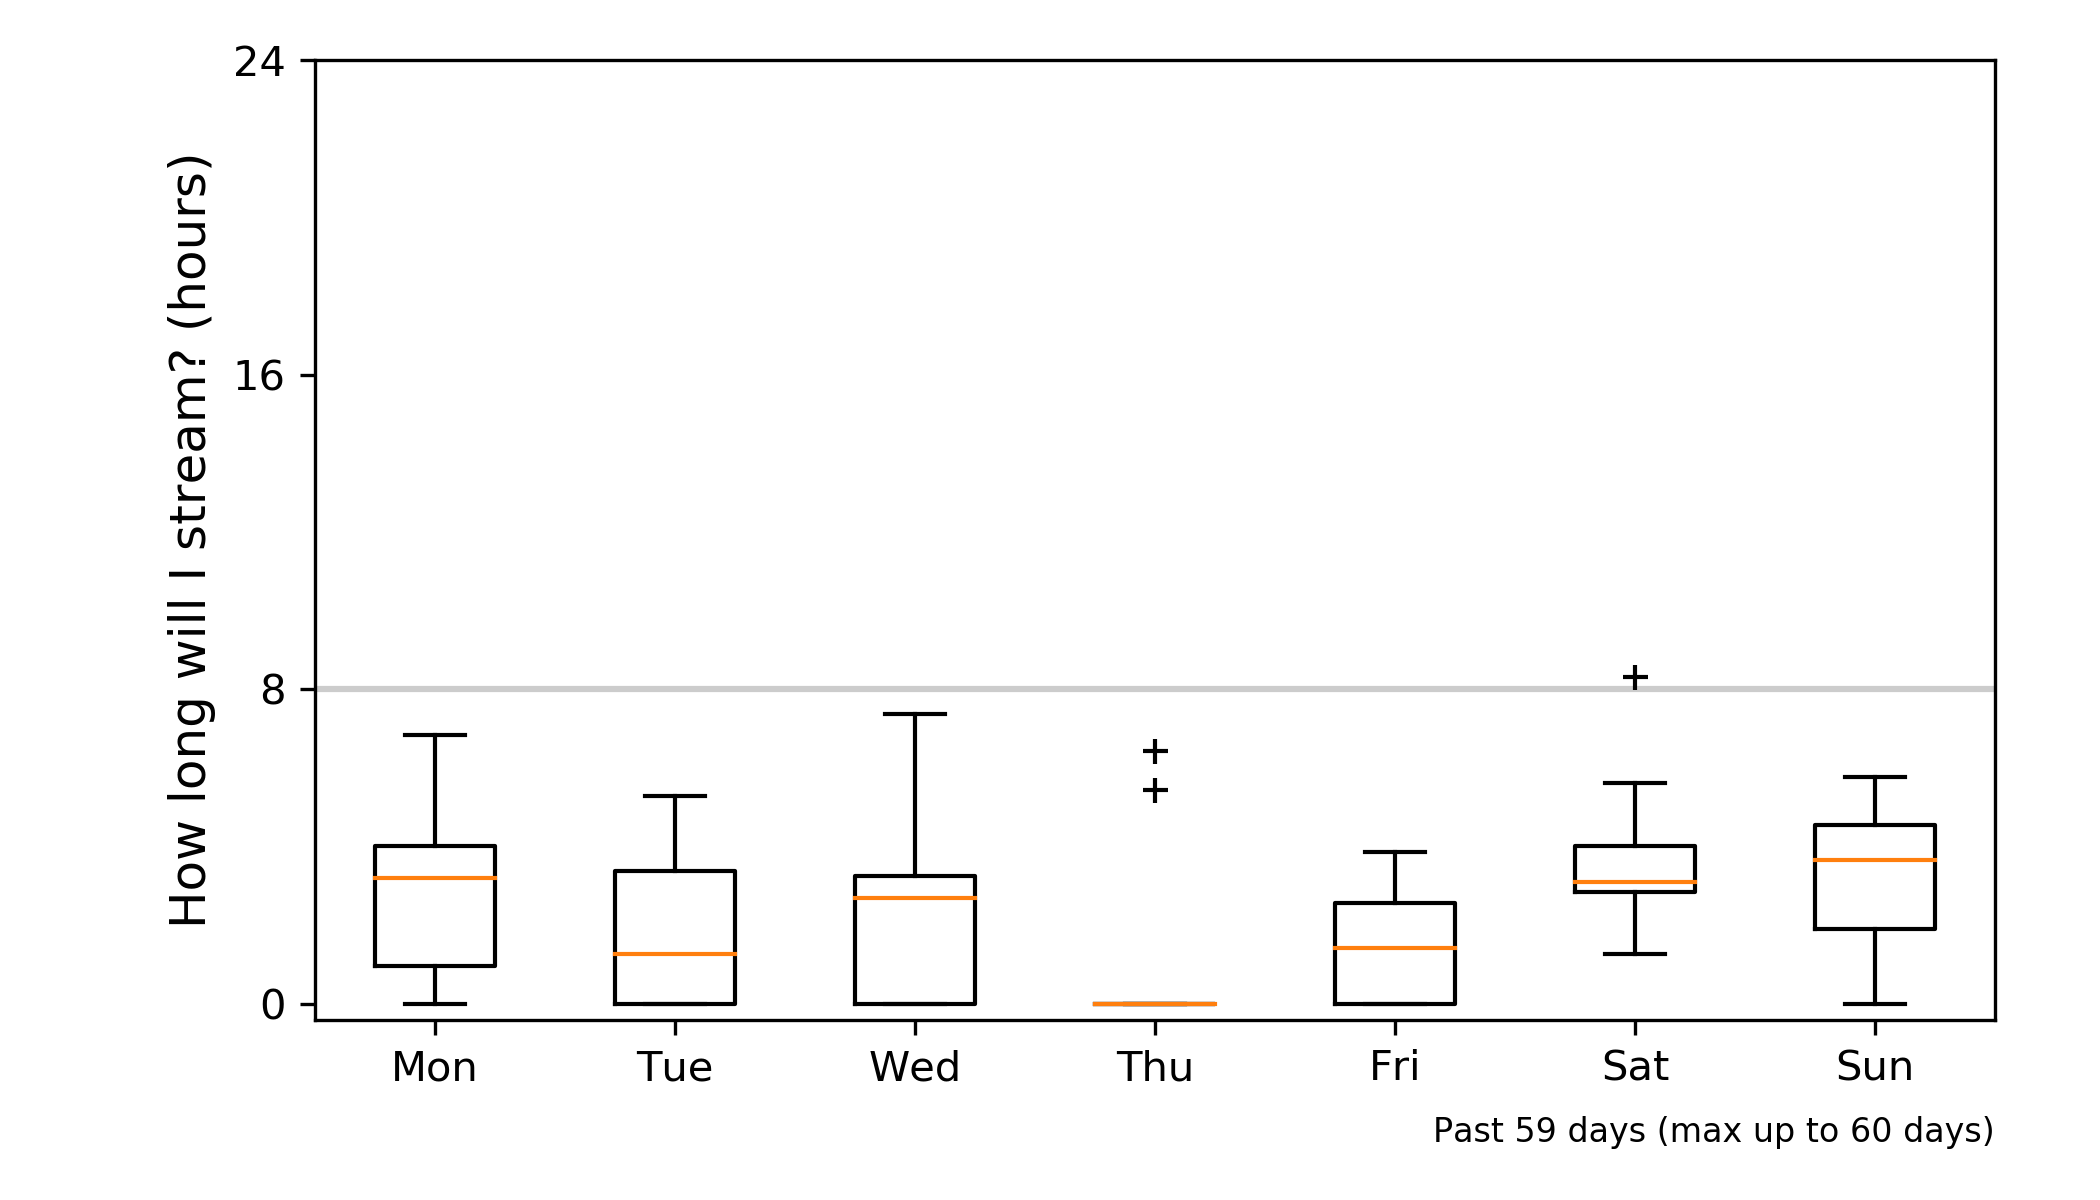 How long will I stream? (hours)
24
16
8
0
Mon Tue Wed Thu Fri Sat Sun
Past 59 days (max up to 60 days)